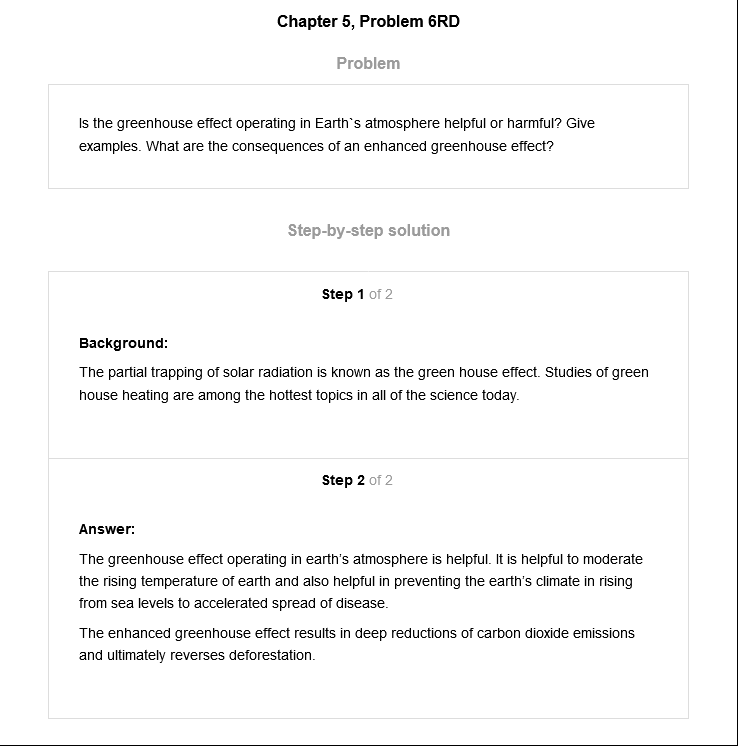 Chapter 5, Problem 6RD
Problem
Is the greenhouse effect operating in Earth`s atmosphere helpful or harmful? Give
examples. What are the consequences of an enhanced greenhouse effect?
Step-by-step solution
Step 1 of 2
Background:
The partial trapping of solar radiation is known as the green house effect. Studies of green
house heating are among the hottest topics in all of the science today.
Step 2 of 2
Answer:
The greenhouse effect operating in earth’s atmosphere is helpful. It is helpful to moderate
the rising temperature of earth and also helpful in preventing the earth’s climate in rising
from sea levels to accelerated spread of disease.
The enhanced greenhouse effect results in deep reductions of carbon dioxide emissions
and ultimately reverses deforestation.